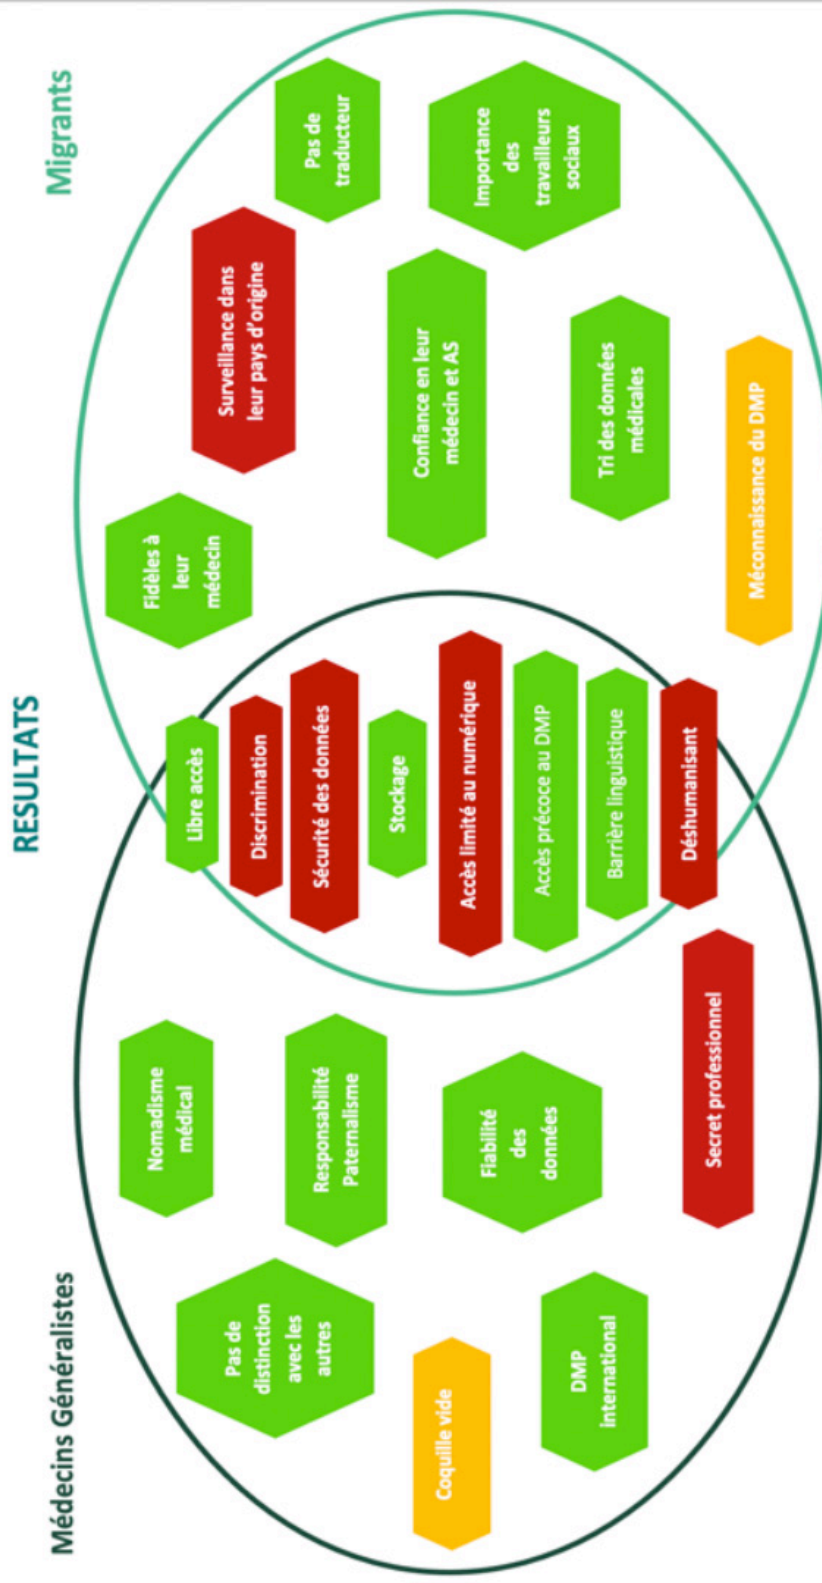 RESULTATS
Médecins Généralistes
Migrants
Pas de
distinction
avec les
autres
Coquille vide
DMP
international
Nomadisme
médical
Responsabilité
Paternalisme
Fiabilité
des
données
Secret professionnel
Libre accès
Discrimination
Sécurité des données
Stockage
Accès limité au numérique
Accès précoce au DMP
Barrière linguistique
Déshumanisant
Fidèles à
leur
médecin
Surveillance dans
leur pays d'origine
Pas de
traducteur
Confiance en leur
médecin et AS
Importance
des
travailleurs
sociaux
Tri des données
médicales
Méconnaissance du DMP